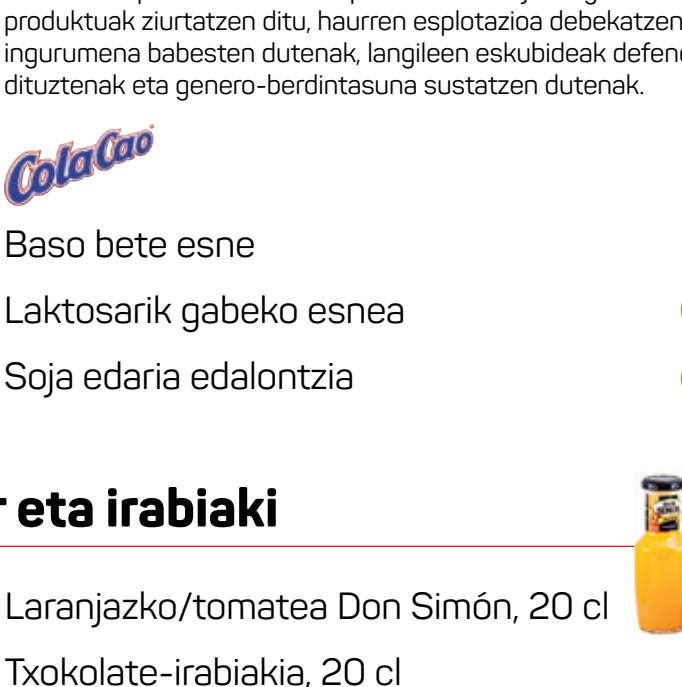 produktuak ziurtatzen ditu, haurren esplotazioa debekatzen
ingurumena babesten dutenak, langileen eskubideak
dituztenak eta genero-berdintasuna sustatzen dutenak.
ColaCao
Baso bete esne
Laktosarik gabeko esnea
Soja edaria edalontzia
eta irabiaki
Laranjazko/tomatea Don Simón, 20 cl
Txokolate-irabiakia, 20 cl